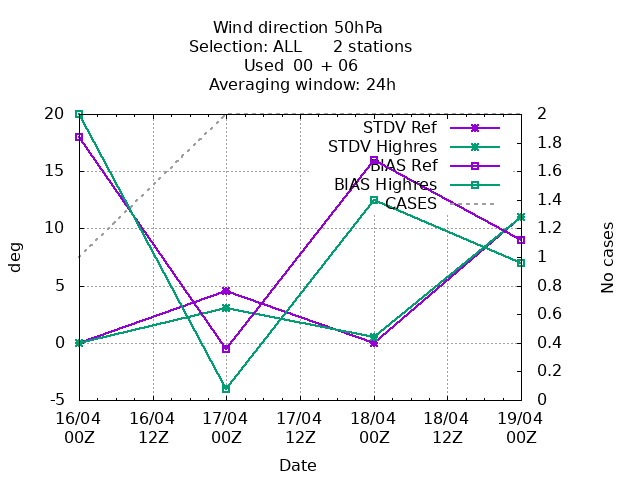 Wind direction 50hPa
Selection: ALL 2 stations
Used 00 + 06
Averaging window: 24h
20
15
10
5
0
-5
deg
2
1.8
1.6
1.4
1.2
1
0.8
0.6
0.4
0.2
0
No cases
STDV Ref
STDV Highres
BIAS Ref
BIAS Highres
CASES
16/04 16/04 17/04 17/04 18/04 18/04 19/04
00Z 12Z 00Z 12Z 00Z 12Z 00Z
Date